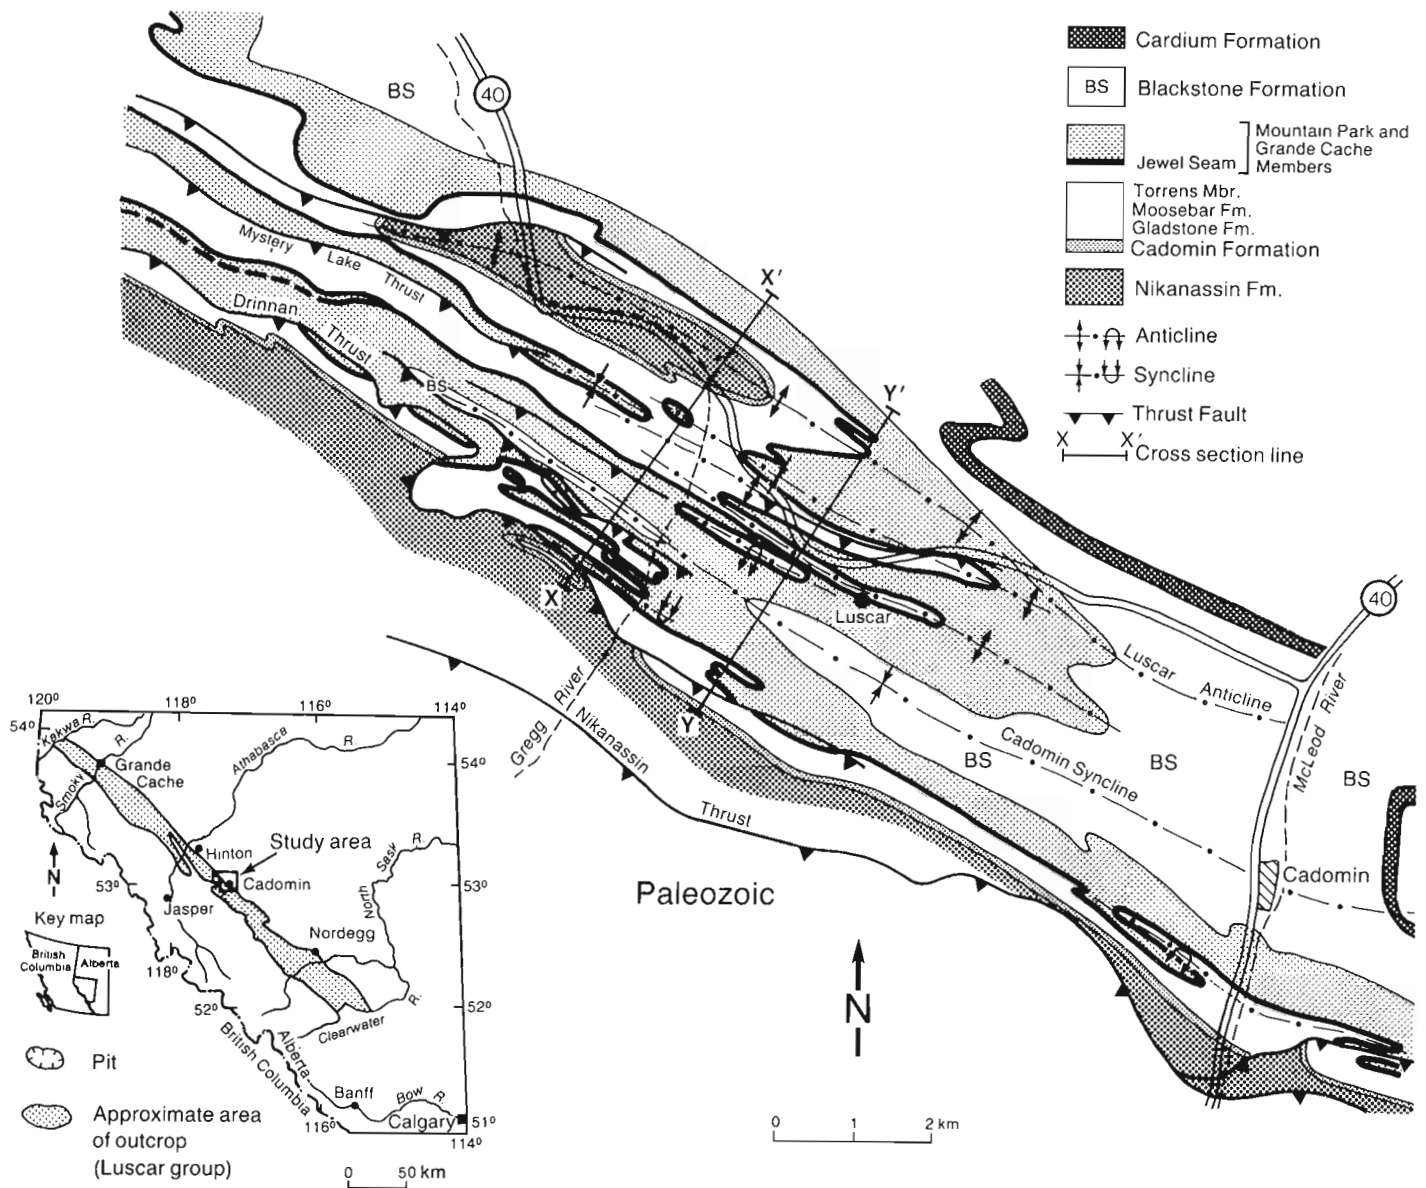 Cardium Formation
BS
Blackstone Formation
Mountain Park and
Grande Cache
Members
Jewel Seam
Torrens Mbr.
Moosebar Fm.
Gladstone Fm.
Cadomin Formation
Nikanassin Fm.
Anticline
Syncline
Thrust Fault
X X'
Cross section line
BS
40
Mystery Lake Thrust
Drinnan Thrust
BS
X'
Y'
X
Y
Luscar
Gregg River
Nikanassin Thrust
Luscar Anticline
Cadomin Syncline
BS
BS
BS
40
McLeod River
Cadomin
Paleozoic
N
0 1 2 km
120° 118° 116° 114°
54°
54°
Kakwa R.
Smoky R.
Grande
Cache
Athabasca R.
Hinton
Study area
Cadomin
Jasper
North Sask R.
Nordegg
N
53°
53°
118°
52°
52°
Clearwater R.
Alberta
British Columbia
Banff
Bow R.
Calgary
51°
116°
114°
Key map
British
Columbia
Alberta
Pit
Approximate area
of outcrop
(Luscar group)
0 50 km